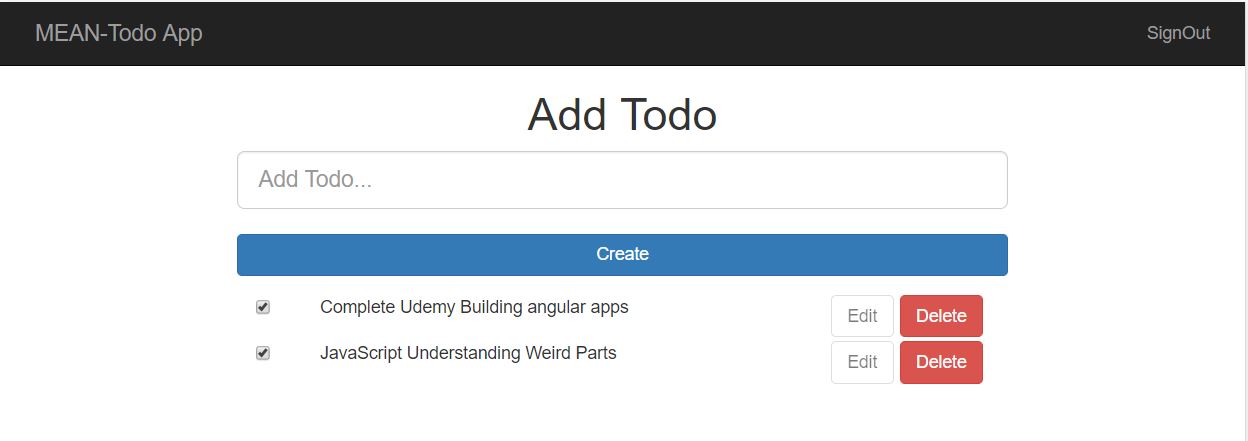 MEAN-Todo App SignOut
Add Todo
Add Todo...
Create
Complete Udemy Building angular apps Edit Delete
JavaScript Understanding Weird Parts Edit Delete